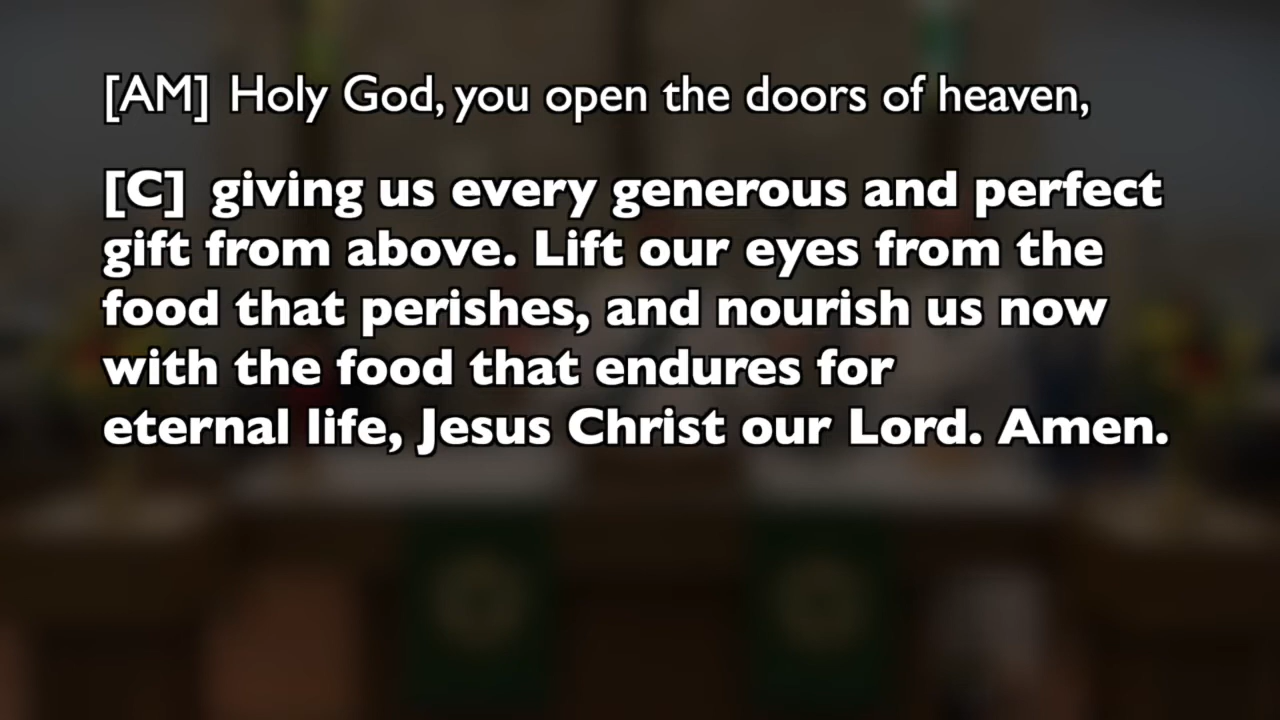 [AM] Holy God, you open the doors of heaven,
[C] giving us every generous and perfect
gift from above. Lift our eyes from the
food that perishes, and nourish us now
with the food that endures for
eternal life, Jesus Christ our Lord. Amen.